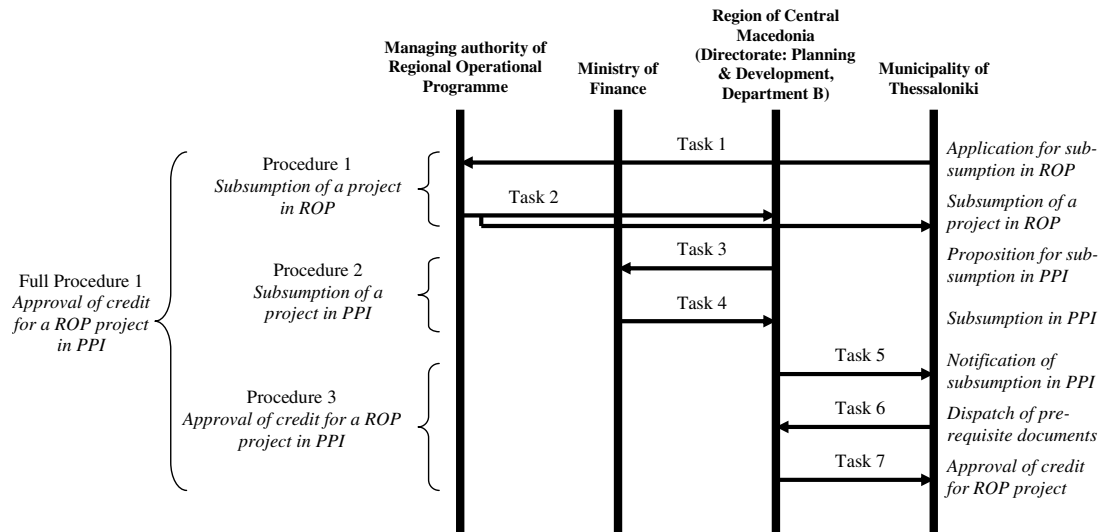 Managing authority of
Regional Operational
Programme
Ministry of
Finance
Region of Central
Macedonia
(Directorate: Planning
& Development,
Department B)
Municipality of
Thessaloniki
Full Procedure 1
Approval of credit
for a ROP project
in PPI
Procedure 1
Subsumption of a project
in ROP
Task 1
Application for sub-
sumption in ROP
Task 2
Subsumption of a
project in ROP
Procedure 2
Subsumption of a
project in PPI
Task 3
Proposition for sub-
sumption in PPI
Task 4
Subsumption in PPI
Procedure 3
Approval of credit for a ROP
project in PPI
Task 5
Notification of
subsumption in PPI
Task 6
Dispatch of pre-
requisite documents
Task 7
Approval of credit
for ROP project